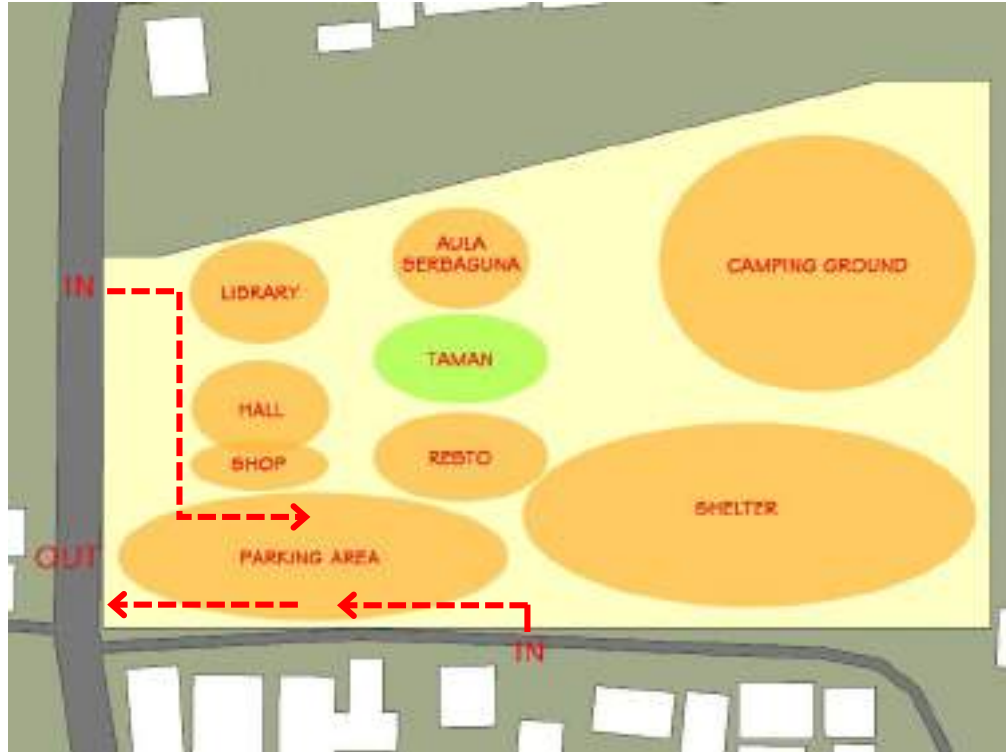 AULA
SERBAGUNA
CAMPING GROUND
IN
LIBRARY
TAMAN
HALL
RESTO
SHOP
SHELTER
OUT
PARKING AREA
IN